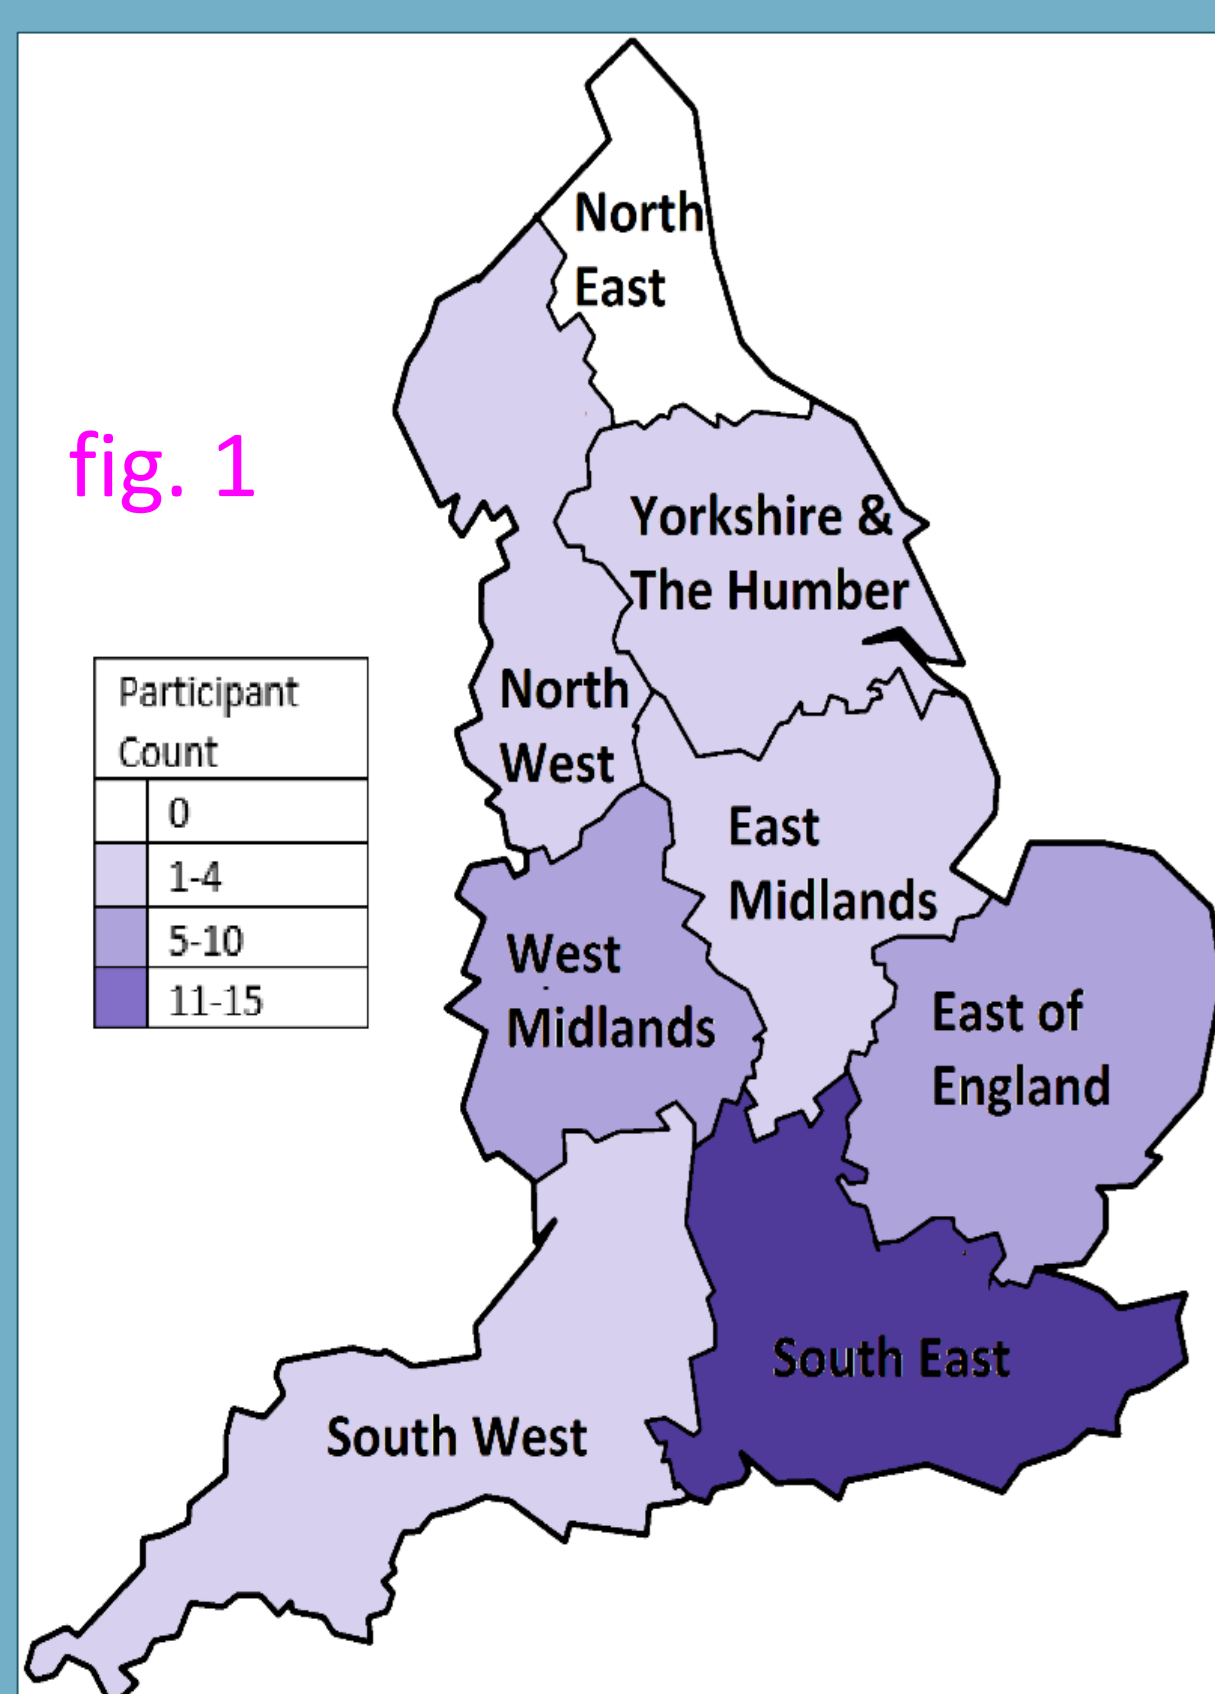 North
East
fig. 1
Yorkshire &
The Humber
Participant
Count
0
1-4
5-10
11-15
North
West
East
Midlands
West
Midlands
East of
England
South East
South West